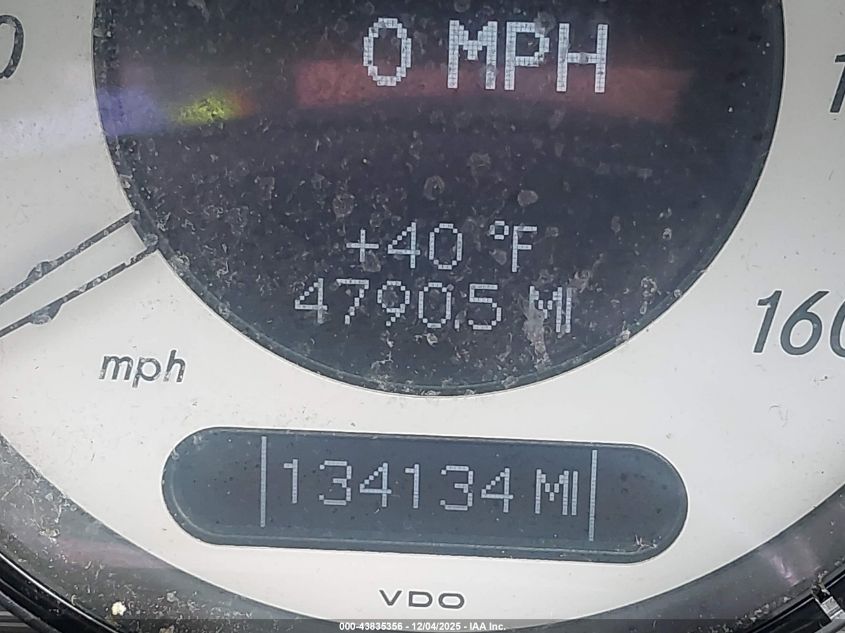 0 MPH
+40 °F
4790.5 MI
160
mph
134134 MI
VDO
000-43835356 - 12/04/2025 - IAA Inc.